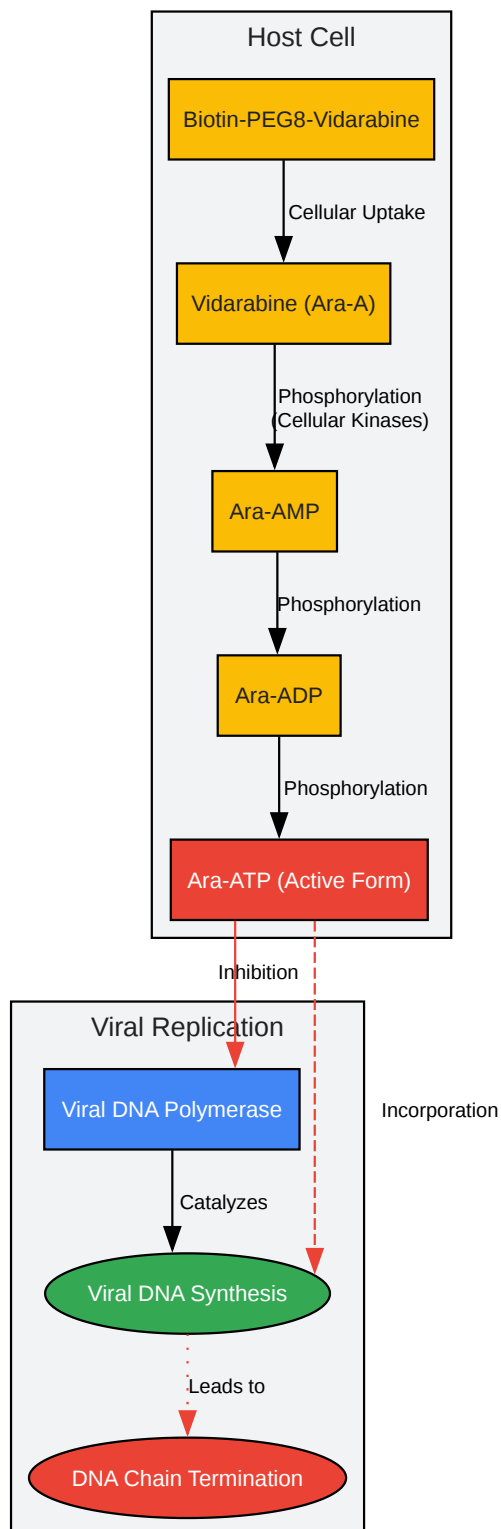 Host Cell
Biotin-PEG8-Vidarabine
Cellular Uptake
Vidarabine (Ara-A)
Phosphorylation
(Cellular Kinases)
Ara-AMP
Phosphorylation
Ara-ADP
Phosphorylation
Ara-ATP (Active Form)
Inhibition
Viral Replication
Viral DNA Polymerase
Incorporation
Catalyzes
Viral DNA Synthesis
Leads to
DNA Chain Termination